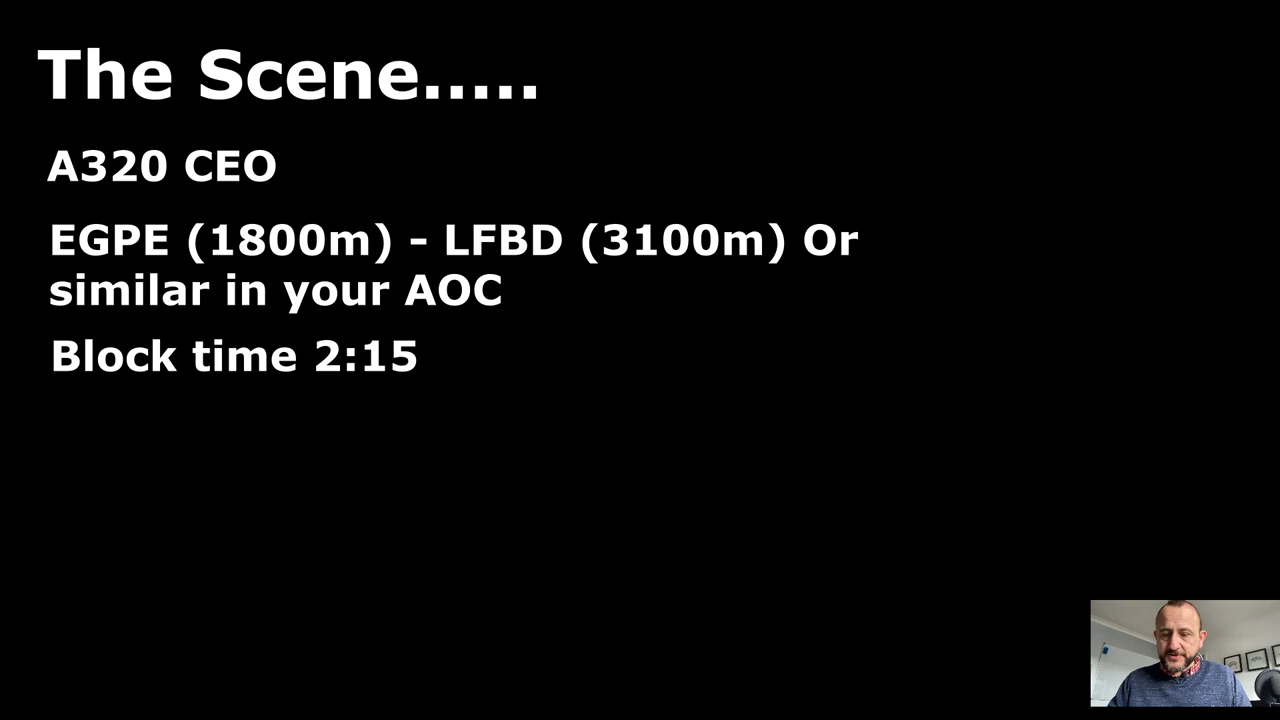 The Scene.....
A320 CEO
EGPE (1800m) - LFBD (3100m) Or
similar in your AOC
Block time 2:15